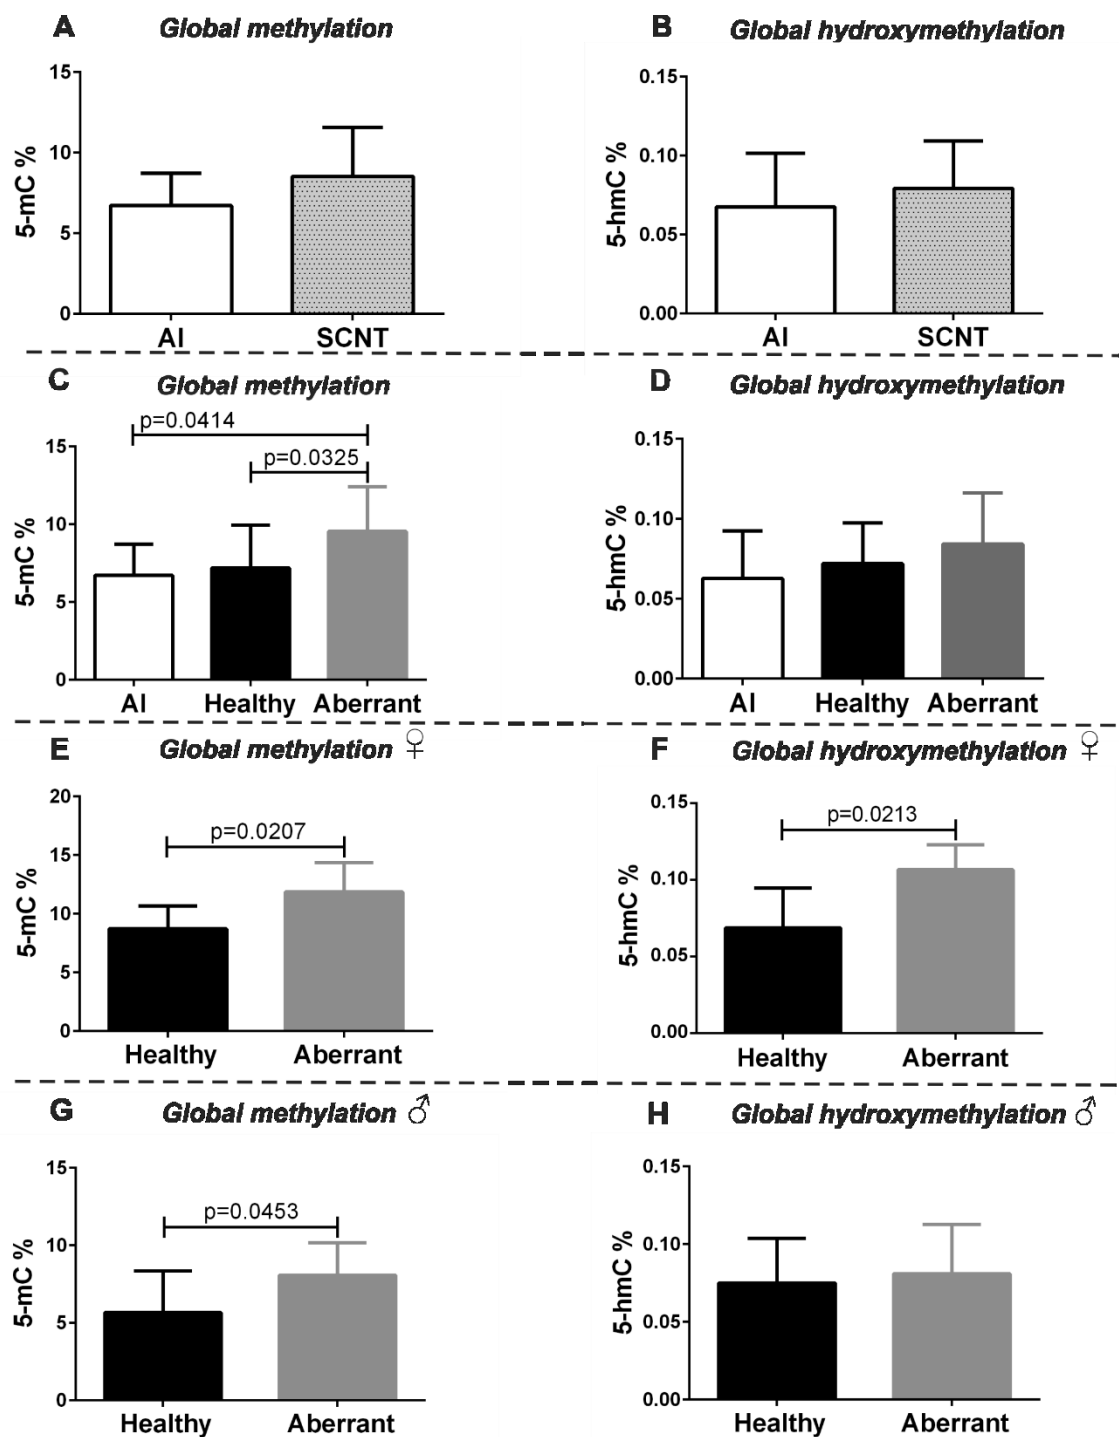 A Global methylation
B Global hydroxymethylation
15
10
5
0
5-mC %
AI SCNT
0.15
0.10
0.05
0.00
5-hmC %
AI SCNT
C Global methylation
D Global hydroxymethylation
p=0.0414
p=0.0325
15
10
5
0
5-mC %
AI Healthy Aberrant
0.15
0.10
0.05
0.00
5-hmC %
AI Healthy Aberrant
E Global methylation ♀
F Global hydroxymethylation ♀
20
15
10
5
0
5-mC %
p=0.0207
Healthy Aberrant
0.15
0.10
0.05
0.00
5-hmC %
p=0.0213
Healthy Aberrant
G Global methylation ♂
H Global hydroxymethylation ♂
15
10
5
0
5-mC %
p=0.0453
Healthy Aberrant
0.15
0.10
0.05
0.00
5-hmC %
Healthy Aberrant